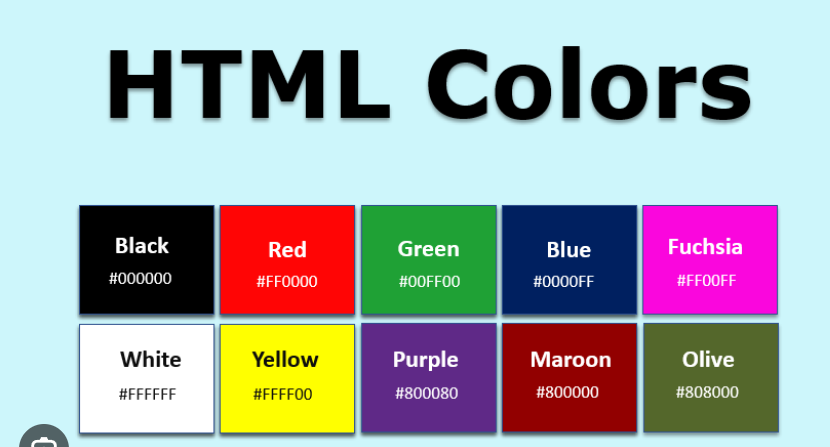 HTML Colors
Black
#000000
Red
#FF0000
Green
#00FF00
Blue
#0000FF
Fuchsia
#FF00FF
White
#FFFFFF
Yellow
#FFFF00
Purple
#800080
Maroon
#800000
Olive
#808000